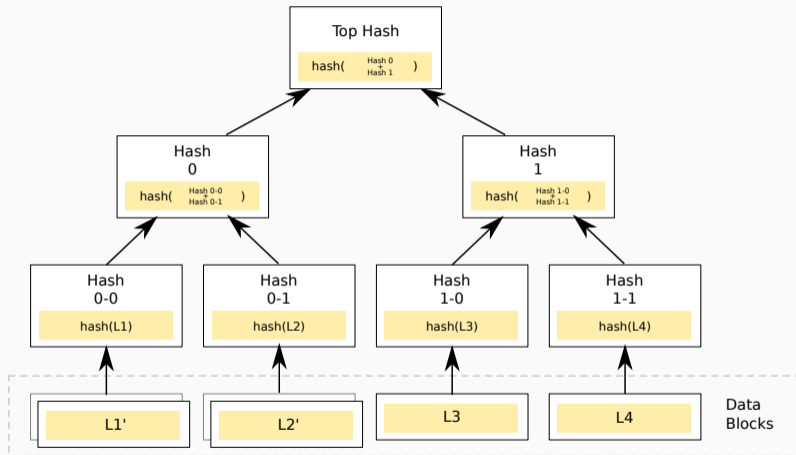 Top Hash
hash( Hash 0 + Hash 1 )
Hash
0
hash( Hash 0-0 + Hash 0-1 )
Hash
1
hash( Hash 1-0 + Hash 1-1 )
Hash
0-0
hash(L1)
Hash
0-1
hash(L2)
Hash
1-0
hash(L3)
Hash
1-1
hash(L4)
L1'
L2'
L3
L4
Data
Blocks